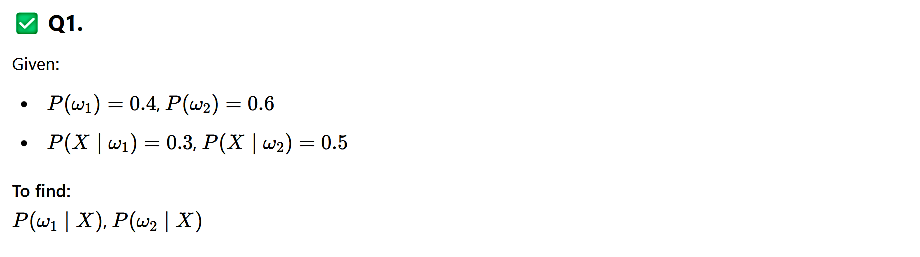 ✅ Q1.
Given:
• P(ω₁) = 0.4, P(ω₂) = 0.6
• P(X | ω₁) = 0.3, P(X | ω₂) = 0.5
To find:
P(ω₁ | X), P(ω₂ | X)